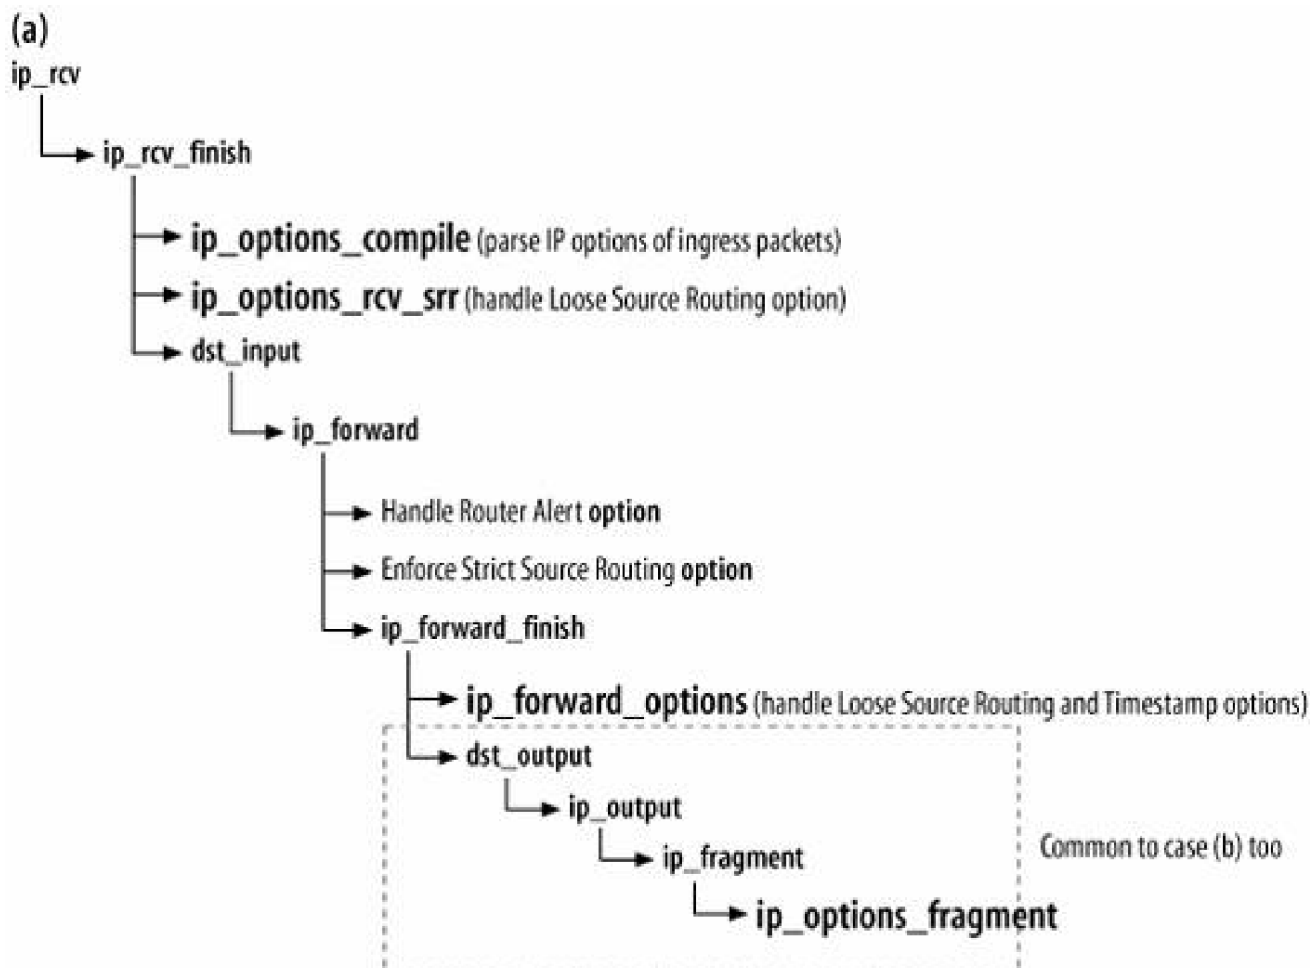 (a)
ip_rcv
ip_rcv_finish
ip_options_compile (parse IP options of ingress packets)
ip_options_rcv_srr (handle Loose Source Routing option)
dst_input
ip_forward
Handle Router Alert option
Enforce Strict Source Routing option
ip_forward_finish
ip_forward_options (handle Loose Source Routing and Timestamp options)
dst_output
ip_output
Common to case (b) too
ip_fragment
ip_options_fragment